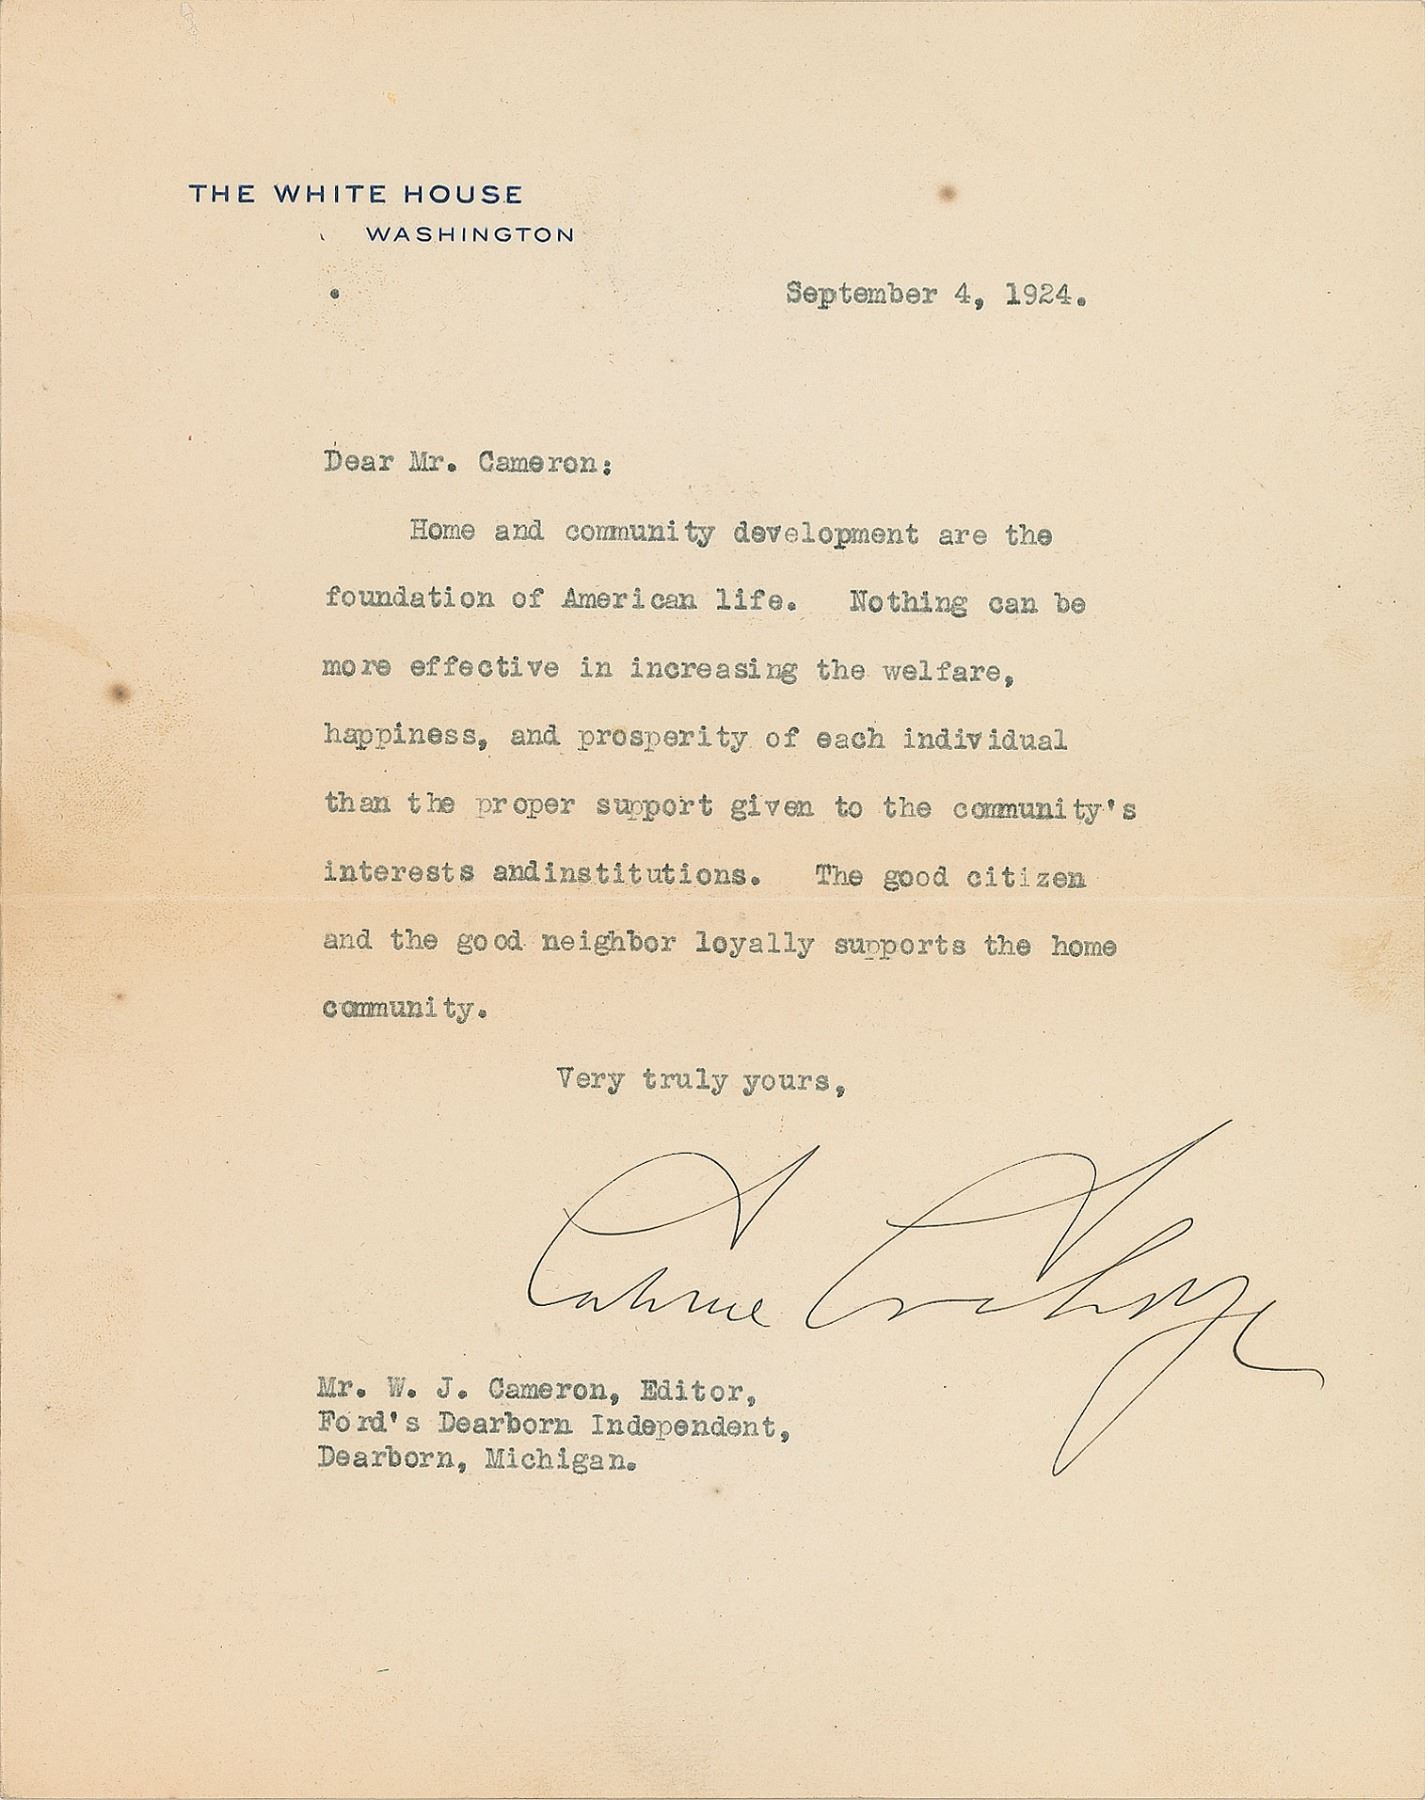 THE WHITE HOUSE
WASHINGTON
September 4, 1924.
Dear Mr. Cameron:
Home and community development are the
foundation of American life. Nothing can be
more effective in increasing the welfare,
happiness, and prosperity of each individual
than the proper support given to the community's
interests andinstitutions. The good citizen
and the good neighbor loyally supports the home
community.
Very truly yours,
Calvin Coolidge
Mr. W. J. Cameron, Editor,
Ford's Dearborn Independent,
Dearborn, Michigan.